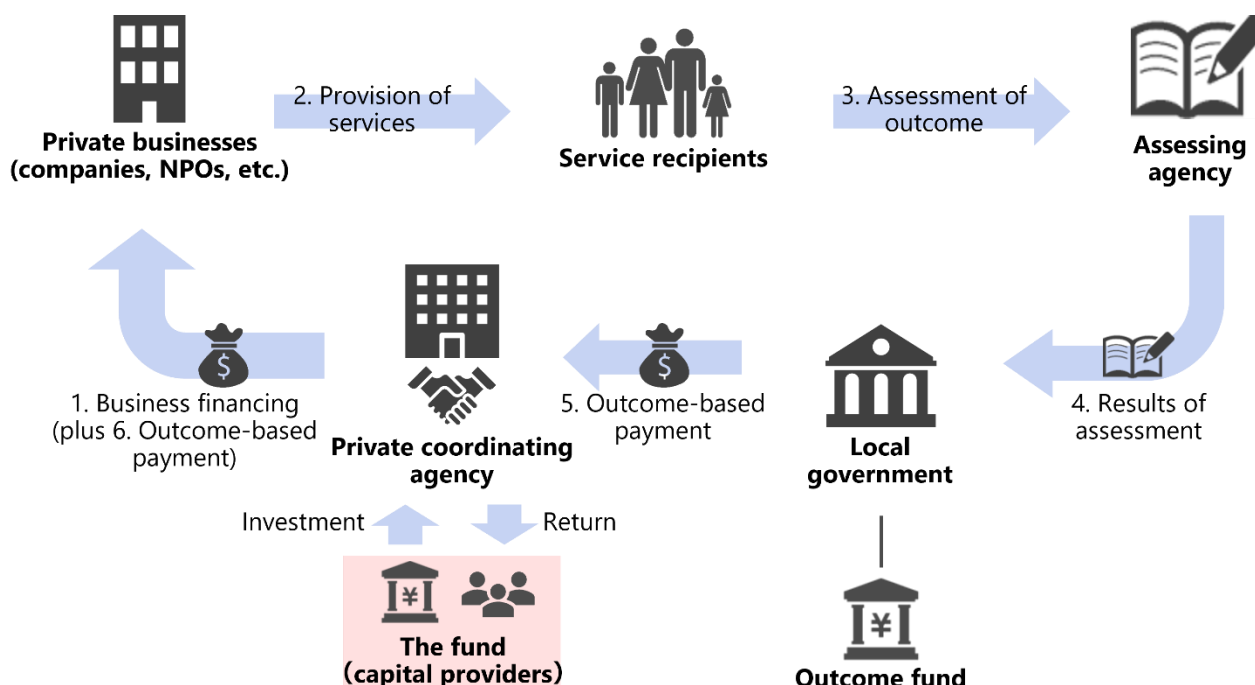 2. Provision of
services
3. Assessment of
outcome
Private businesses
(companies, NPOs, etc.)
Service recipients
Assessing
agency
$
$
1. Business financing
(plus 6. Outcome-based
payment)
Private coordinating
agency
5. Outcome-based
payment
Local
government
4. Results of
assessment
Investment
Return
¥
The fund
(capital providers)
¥
Outcome fund